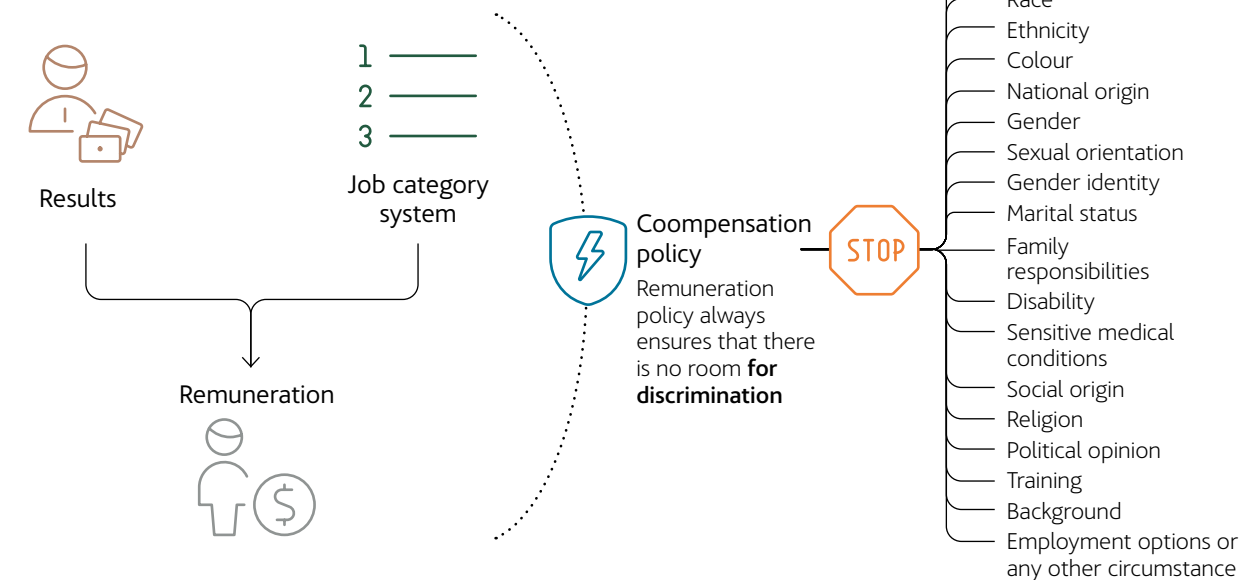 Race
Ethnicity
Colour
National origin
Gender
Sexual orientation
Gender identity
Marital status
Family
responsibilities
Disability
Sensitive medical
conditions
Social origin
Religion
Political opinion
Training
Background
Employment options or
any other circumstance
1
2
3
Results
Job category
system
Remuneration
$
Coompensation
policy
Remuneration
policy always
ensures that there
is no room for
discrimination
STOP